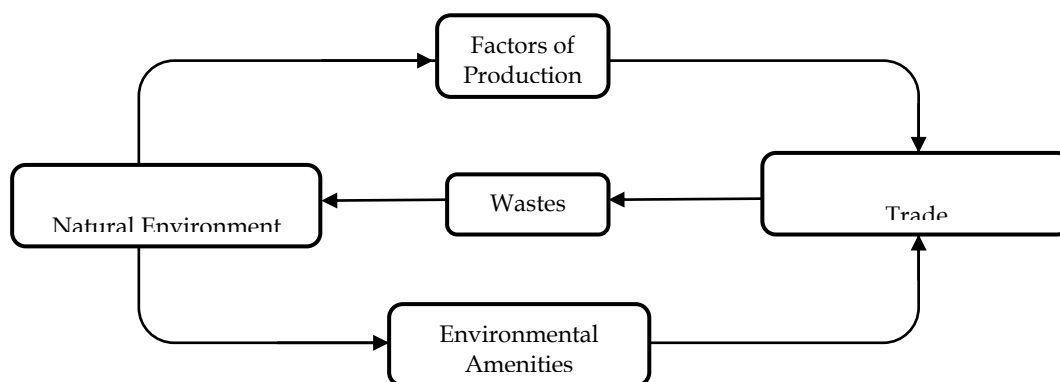 Factors of
Production
Natural Environment
Wastes
Trade
Environmental
Amenities